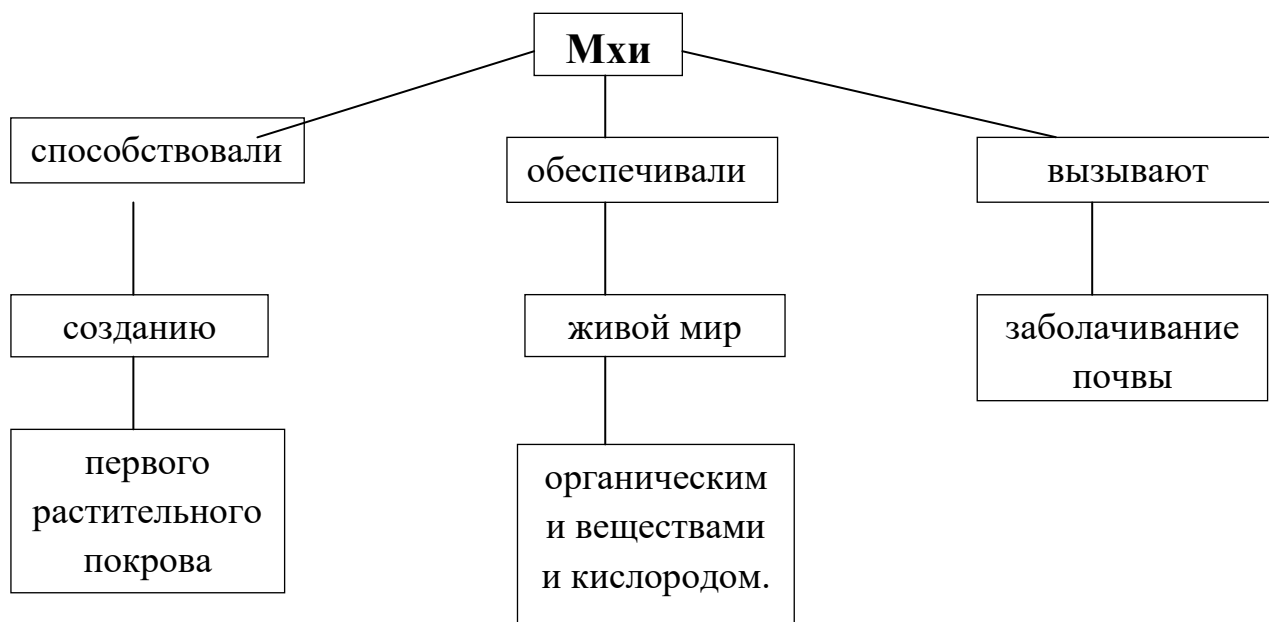 Мхи
способствовали
обеспечивали
вызывают
созданию
живой мир
заболачивание
почвы
первого
растительного
покрова
органическим
и веществами
и кислородом.